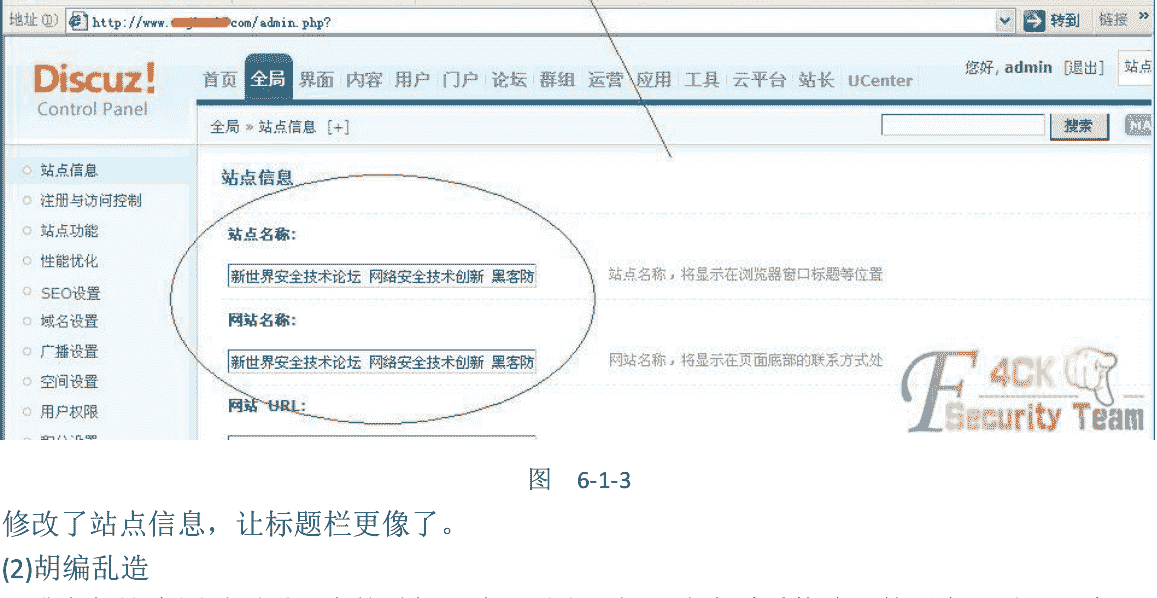 地址(D) http://www. com/admin.php? 转到 链接 »
Discuz!
Control Panel
首页 全局 界面 内容 用户 门户 论坛 群组 运营 应用 工具 云平台 站长 UCenter
您好, admin [退出] 站点
全局 » 站点信息 [+]
搜索
站点信息
注册与访问控制
站点功能
性能优化
SEO设置
域名设置
广播设置
空间设置
用户权限
站点信息
站点名称:
新世界安全技术论坛 网络安全技术创新 黑客防
站点名称，将显示在浏览器窗口标题等位置
网站名称:
新世界安全技术论坛 网络安全技术创新 黑客防
网站名称，将显示在页面底部的联系方式处
网站 URL:
F4CK
Security Team
图 6-1-3
修改了站点信息，让标题栏更像了。
(2)胡编乱造